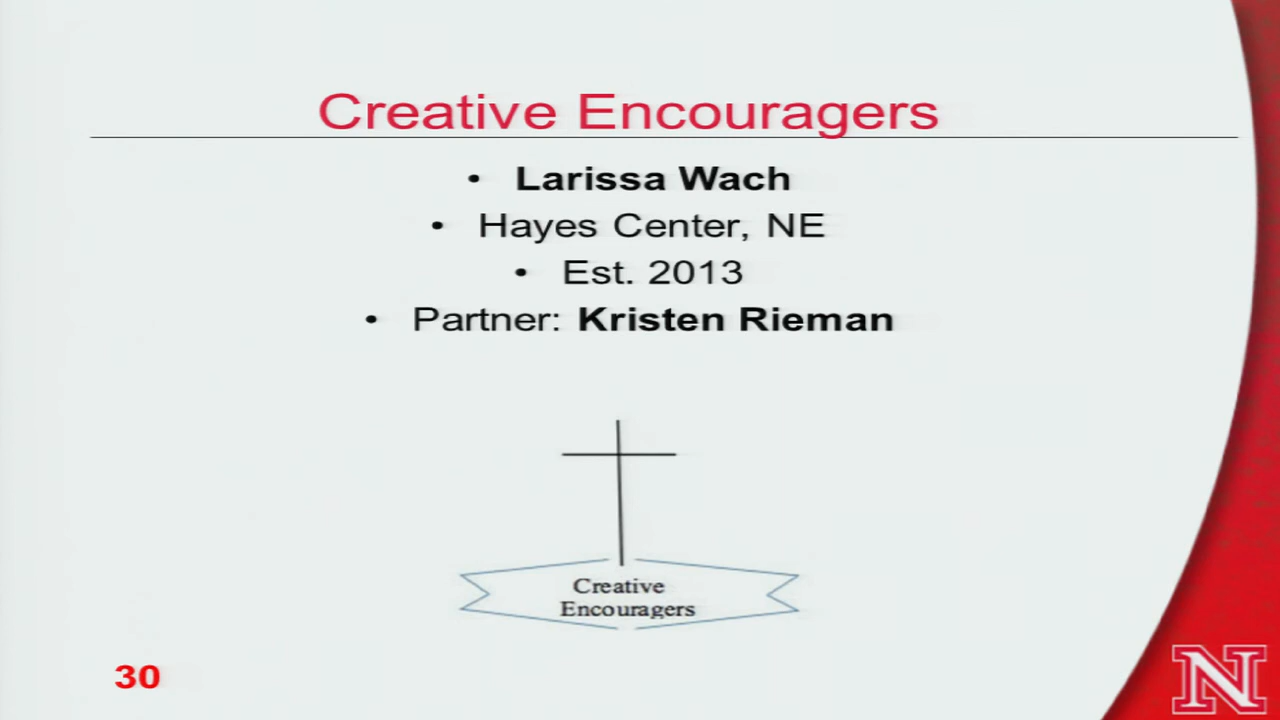 Creative Encouragers
• Larissa Wach
• Hayes Center, NE
• Est. 2013
• Partner: Kristen Rieman
Creative
Encouragers
30
N